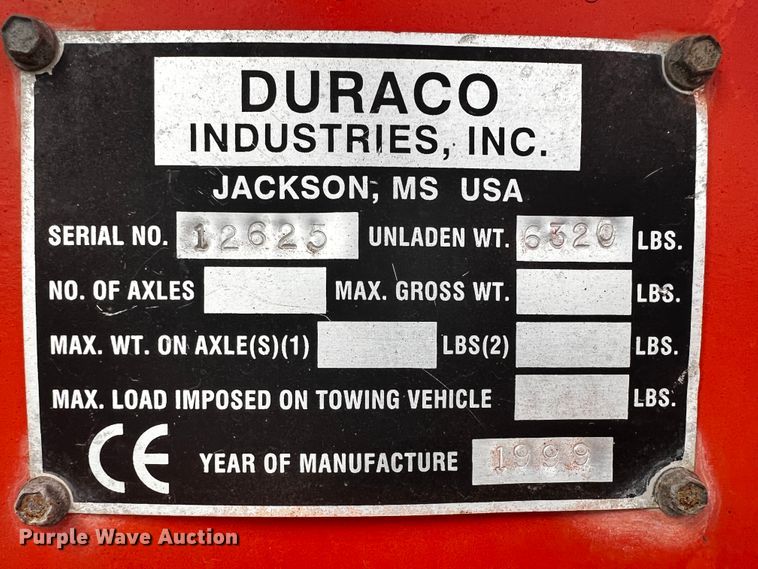 DURACO
INDUSTRIES, INC.
JACKSON, MS USA
SERIAL NO. 12625 UNLADEN WT. 6320 LBS.
NO. OF AXLES MAX. GROSS WT. LBS.
MAX. WT. ON AXLE(S)(1) LBS(2) LBS.
MAX. LOAD IMPOSED ON TOWING VEHICLE LBS.
CE YEAR OF MANUFACTURE 1999
Purple Wave Auction